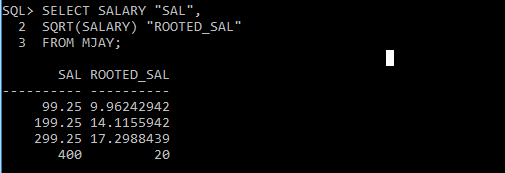 SQL> SELECT SALARY "SAL",
2 SQRT(SALARY) "ROOTED_SAL"
3 FROM MJAY;
SAL ROOTED_SAL
---------- ----------
99.25 9.96242942
199.25 14.1155942
299.25 17.2988439
400 20